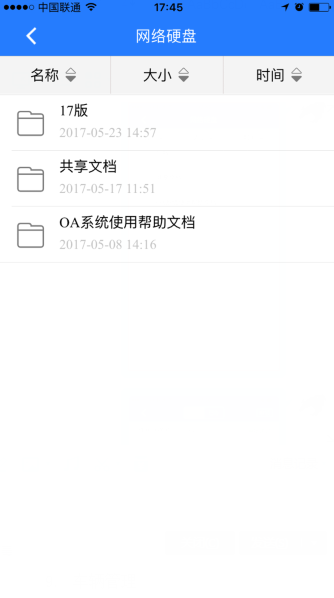 中国联通 17:45
网络硬盘
名称 大小 时间
17版
2017-05-23 14:57
共享文档
2017-05-17 11:51
OA系统使用帮助文档
2017-05-08 14:16